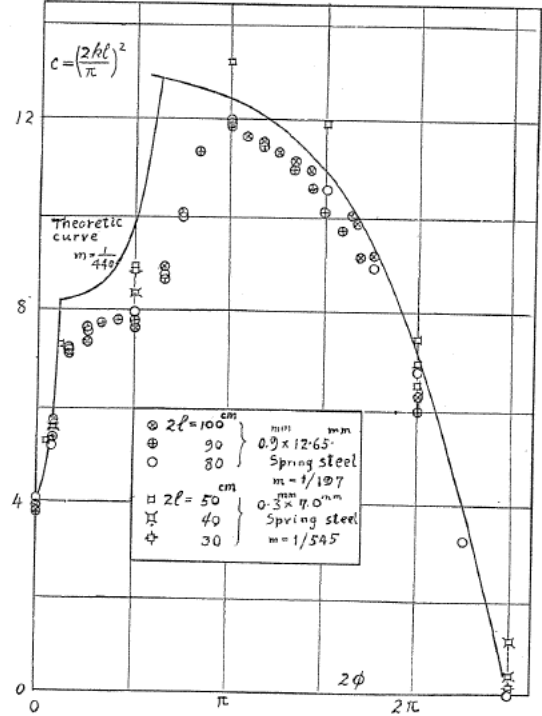 c = (2kl/π)²
12
Theoretic
curve
m = 1/440
8
⊗ 2l = 100 cm mm mm
⊕ 90 0.9 x 12.65.
○ 80 Spring steel
m = 1/197
2l = 50 cm 0.3 mm x 7.0 mm
40 Spring steel
30 m = 1/545
4
0
0 π 2φ 2π